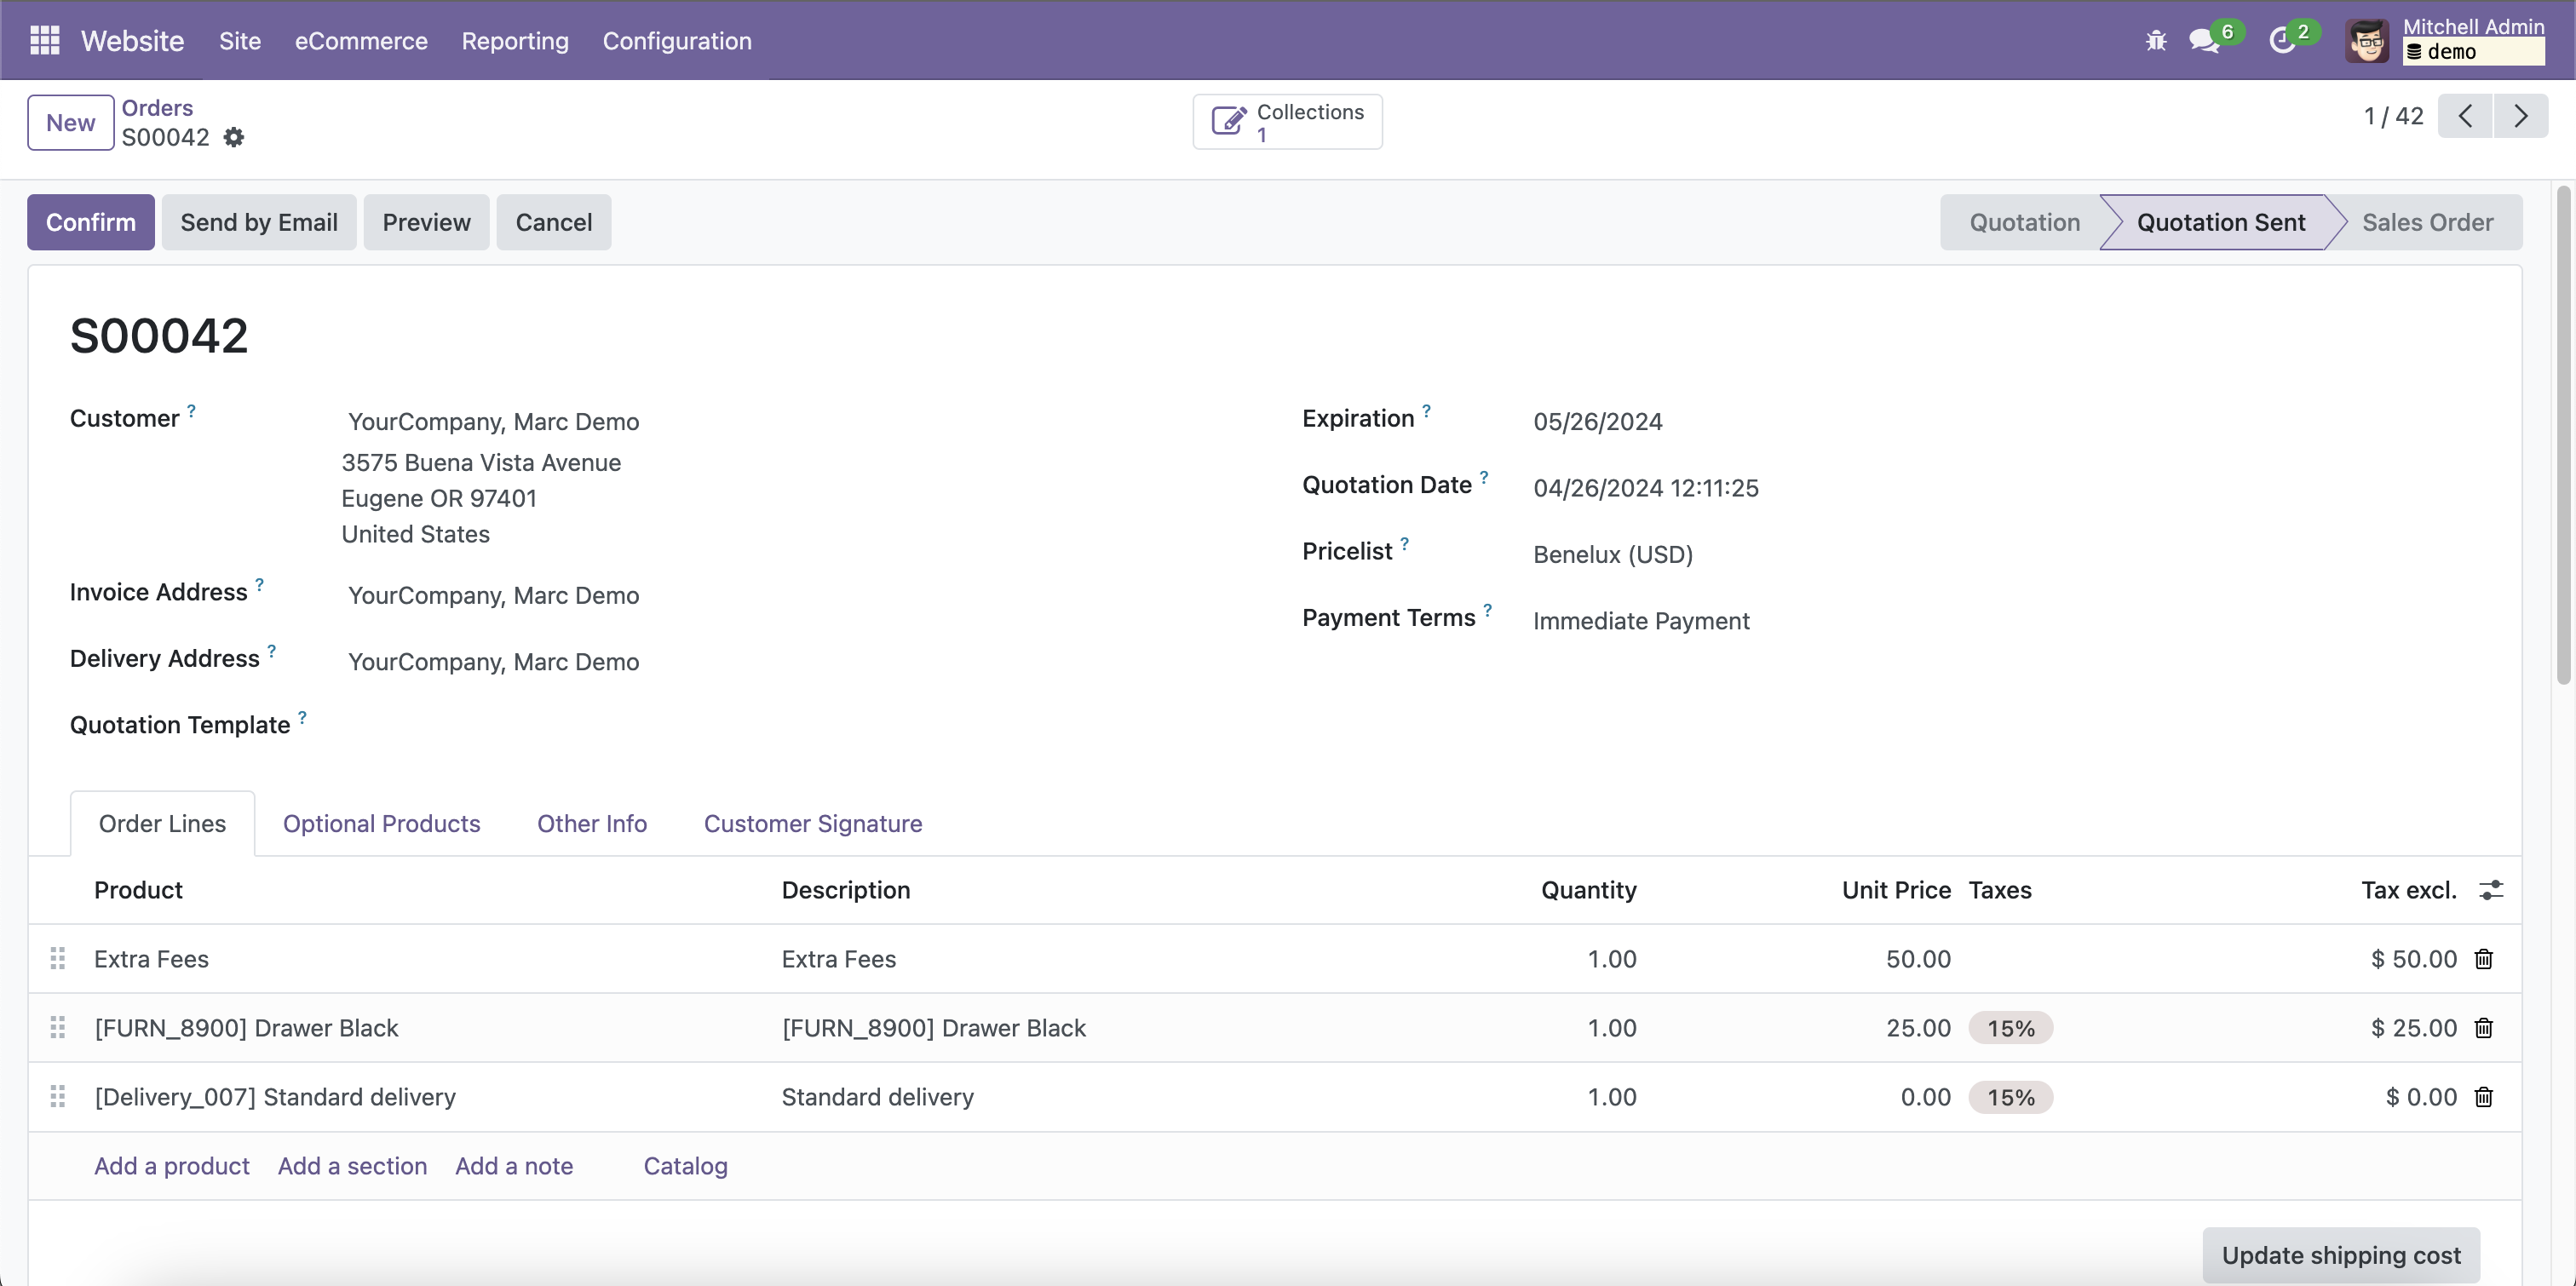 Website Site eCommerce Reporting Configuration 6 2 Mitchell Admin
demo
New Orders Collections 1 / 42
S00042 1
Confirm Send by Email Preview Cancel Quotation Quotation Sent Sales Order
S00042
Customer ? YourCompany, Marc Demo
3575 Buena Vista Avenue
Eugene OR 97401
United States
Invoice Address ? YourCompany, Marc Demo
Delivery Address ? YourCompany, Marc Demo
Quotation Template ?
Expiration ? 05/26/2024
Quotation Date ? 04/26/2024 12:11:25
Pricelist ? Benelux (USD)
Payment Terms ? Immediate Payment
Order Lines Optional Products Other Info Customer Signature
Product Description Quantity Unit Price Taxes Tax excl.
Extra Fees Extra Fees 1.00 50.00 $ 50.00
[FURN_8900] Drawer Black [FURN_8900] Drawer Black 1.00 25.00 15% $ 25.00
[Delivery_007] Standard delivery Standard delivery 1.00 0.00 15% $ 0.00
Add a product Add a section Add a note Catalog
Update shipping cost